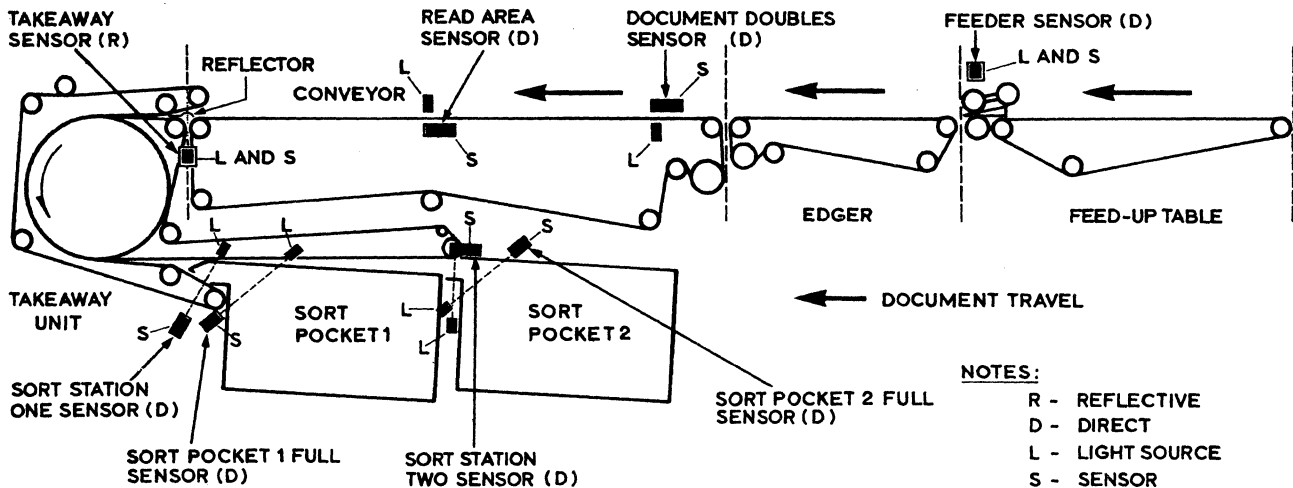 TAKEAWAY
SENSOR (R)
REFLECTOR
READ AREA
SENSOR (D)
DOCUMENT DOUBLES
SENSOR (D)
FEEDER SENSOR (D)
L AND S
L
CONVEYOR
S
S
L
L AND S
EDGER
FEED-UP TABLE
L
L
S
S
TAKEAWAY
UNIT
S
S
SORT
POCKET 1
L
L
SORT
POCKET 2
DOCUMENT TRAVEL
SORT STATION
ONE SENSOR (D)
SORT POCKET 1 FULL
SENSOR (D)
SORT STATION
TWO SENSOR (D)
SORT POCKET 2 FULL
SENSOR (D)
NOTES:
R - REFLECTIVE
D - DIRECT
L - LIGHT SOURCE
S - SENSOR